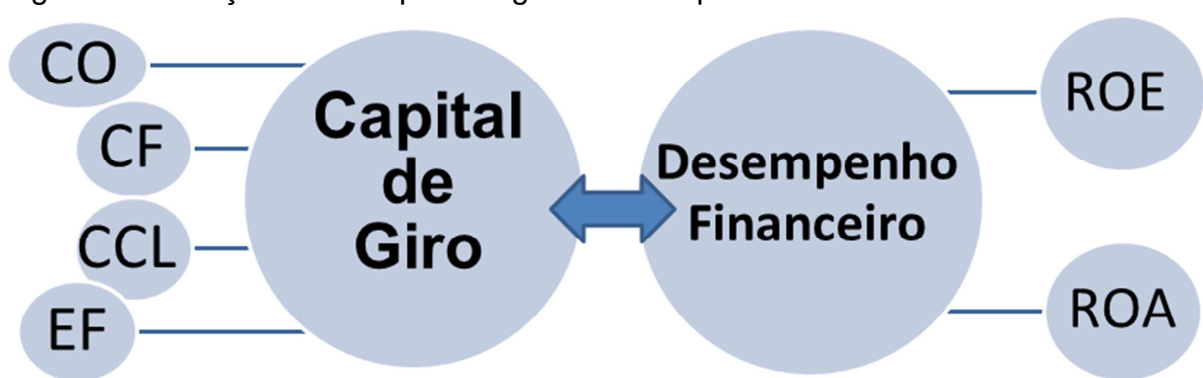 CO
CF
CCL
EF
Capital
de
Giro
Desempenho
Financeiro
ROE
ROA